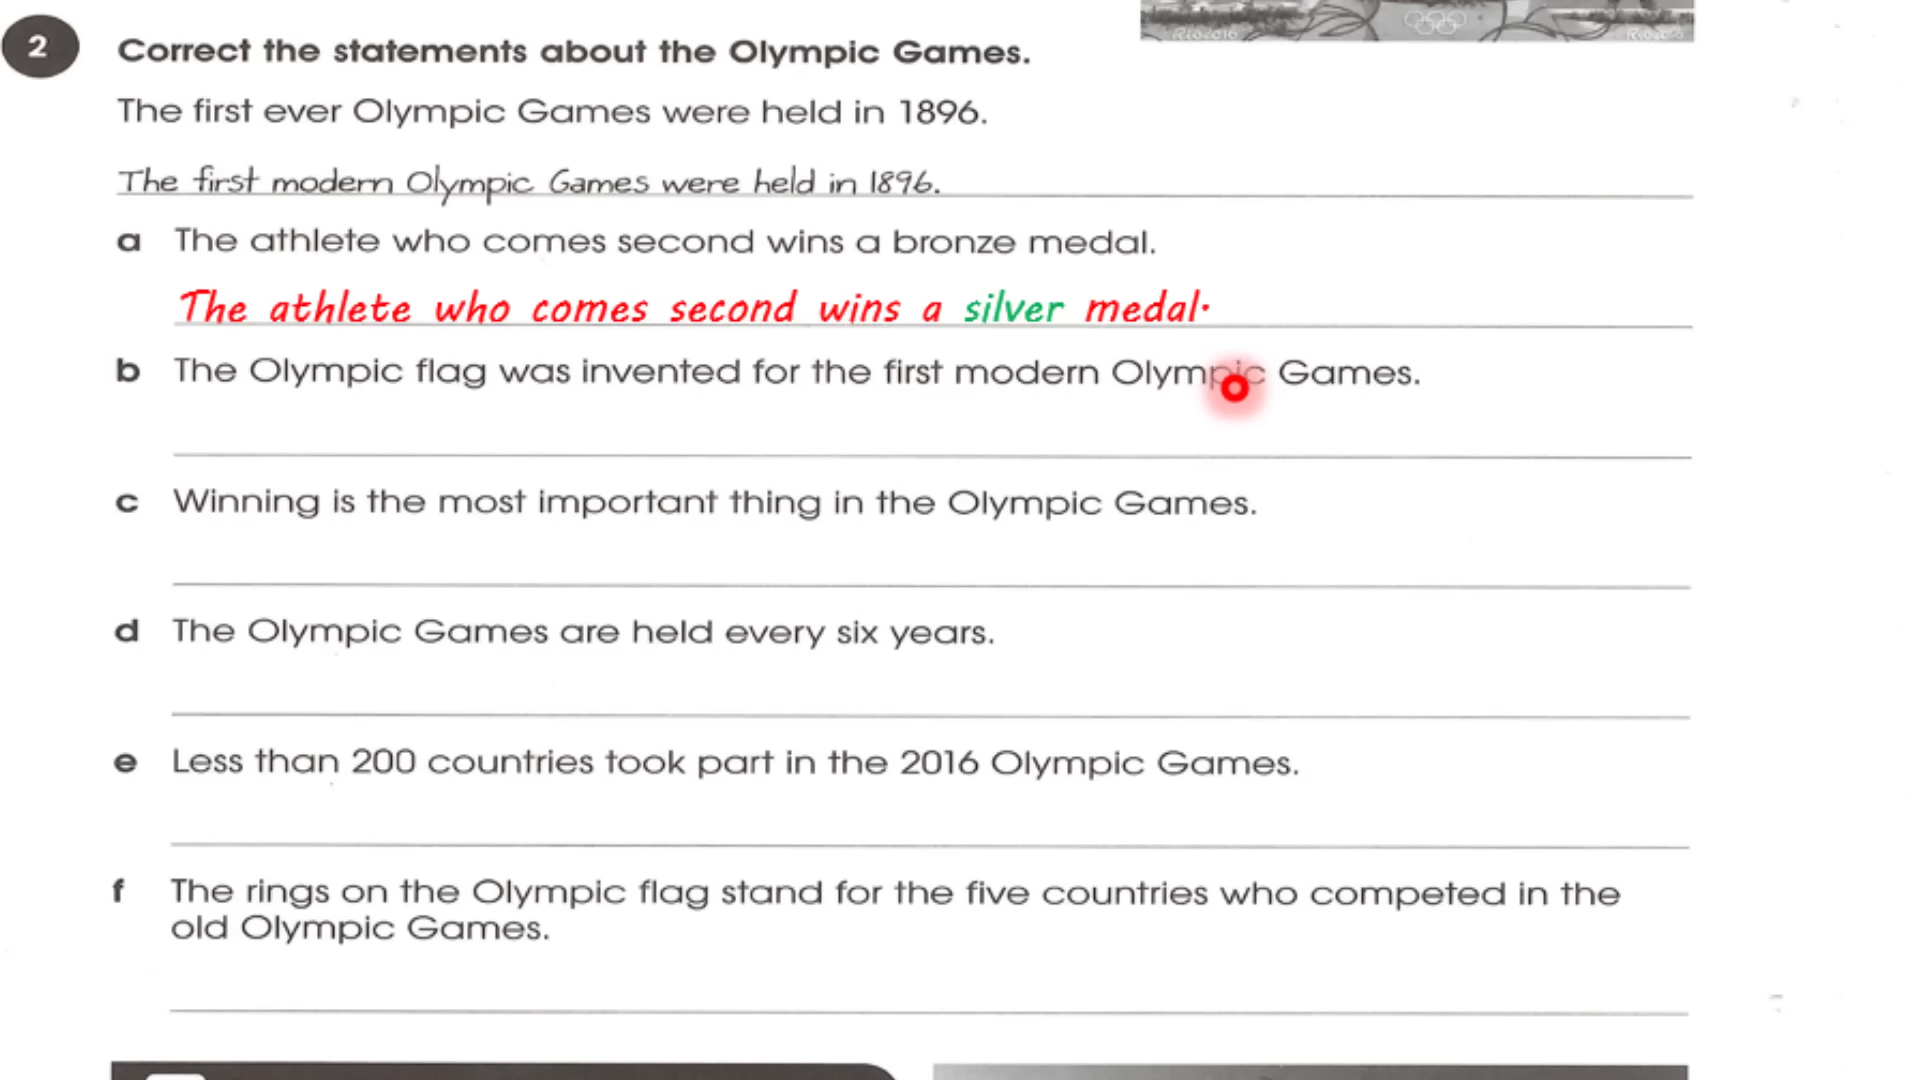 Rio2016
Rio2016
2 Correct the statements about the Olympic Games.
The first ever Olympic Games were held in 1896.
The first modern Olympic Games were held in 1896.
a The athlete who comes second wins a bronze medal.
The athlete who comes second wins a silver medal.
b The Olympic flag was invented for the first modern Olympic Games.
c Winning is the most important thing in the Olympic Games.
d The Olympic Games are held every six years.
e Less than 200 countries took part in the 2016 Olympic Games.
f The rings on the Olympic flag stand for the five countries who competed in the
old Olympic Games.